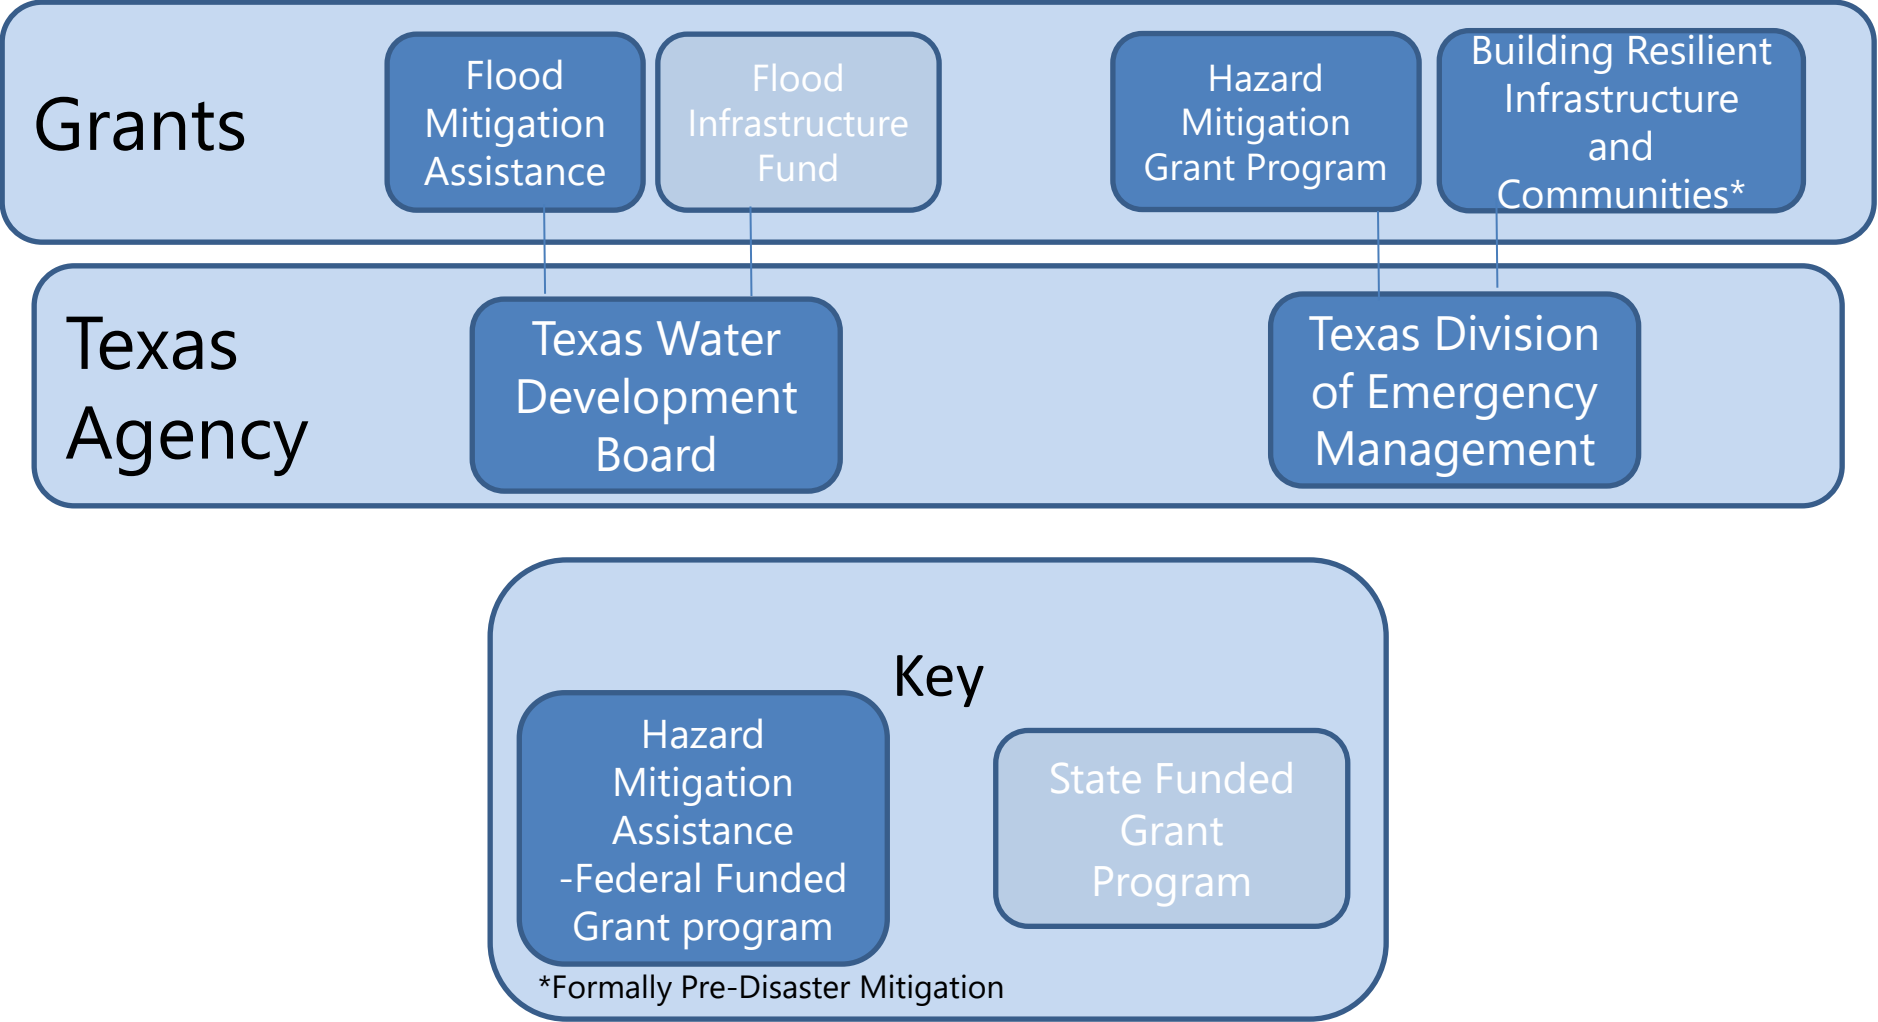 Grants
Flood
Mitigation
Assistance
Flood
Infrastructure
Fund
Hazard
Mitigation
Grant Program
Building Resilient
Infrastructure
and
Communities*
Texas
Agency
Texas Water
Development
Board
Texas Division
of Emergency
Management
Key
Hazard
Mitigation
Assistance
-Federal Funded
Grant program
State Funded
Grant
Program
*Formally Pre-Disaster Mitigation